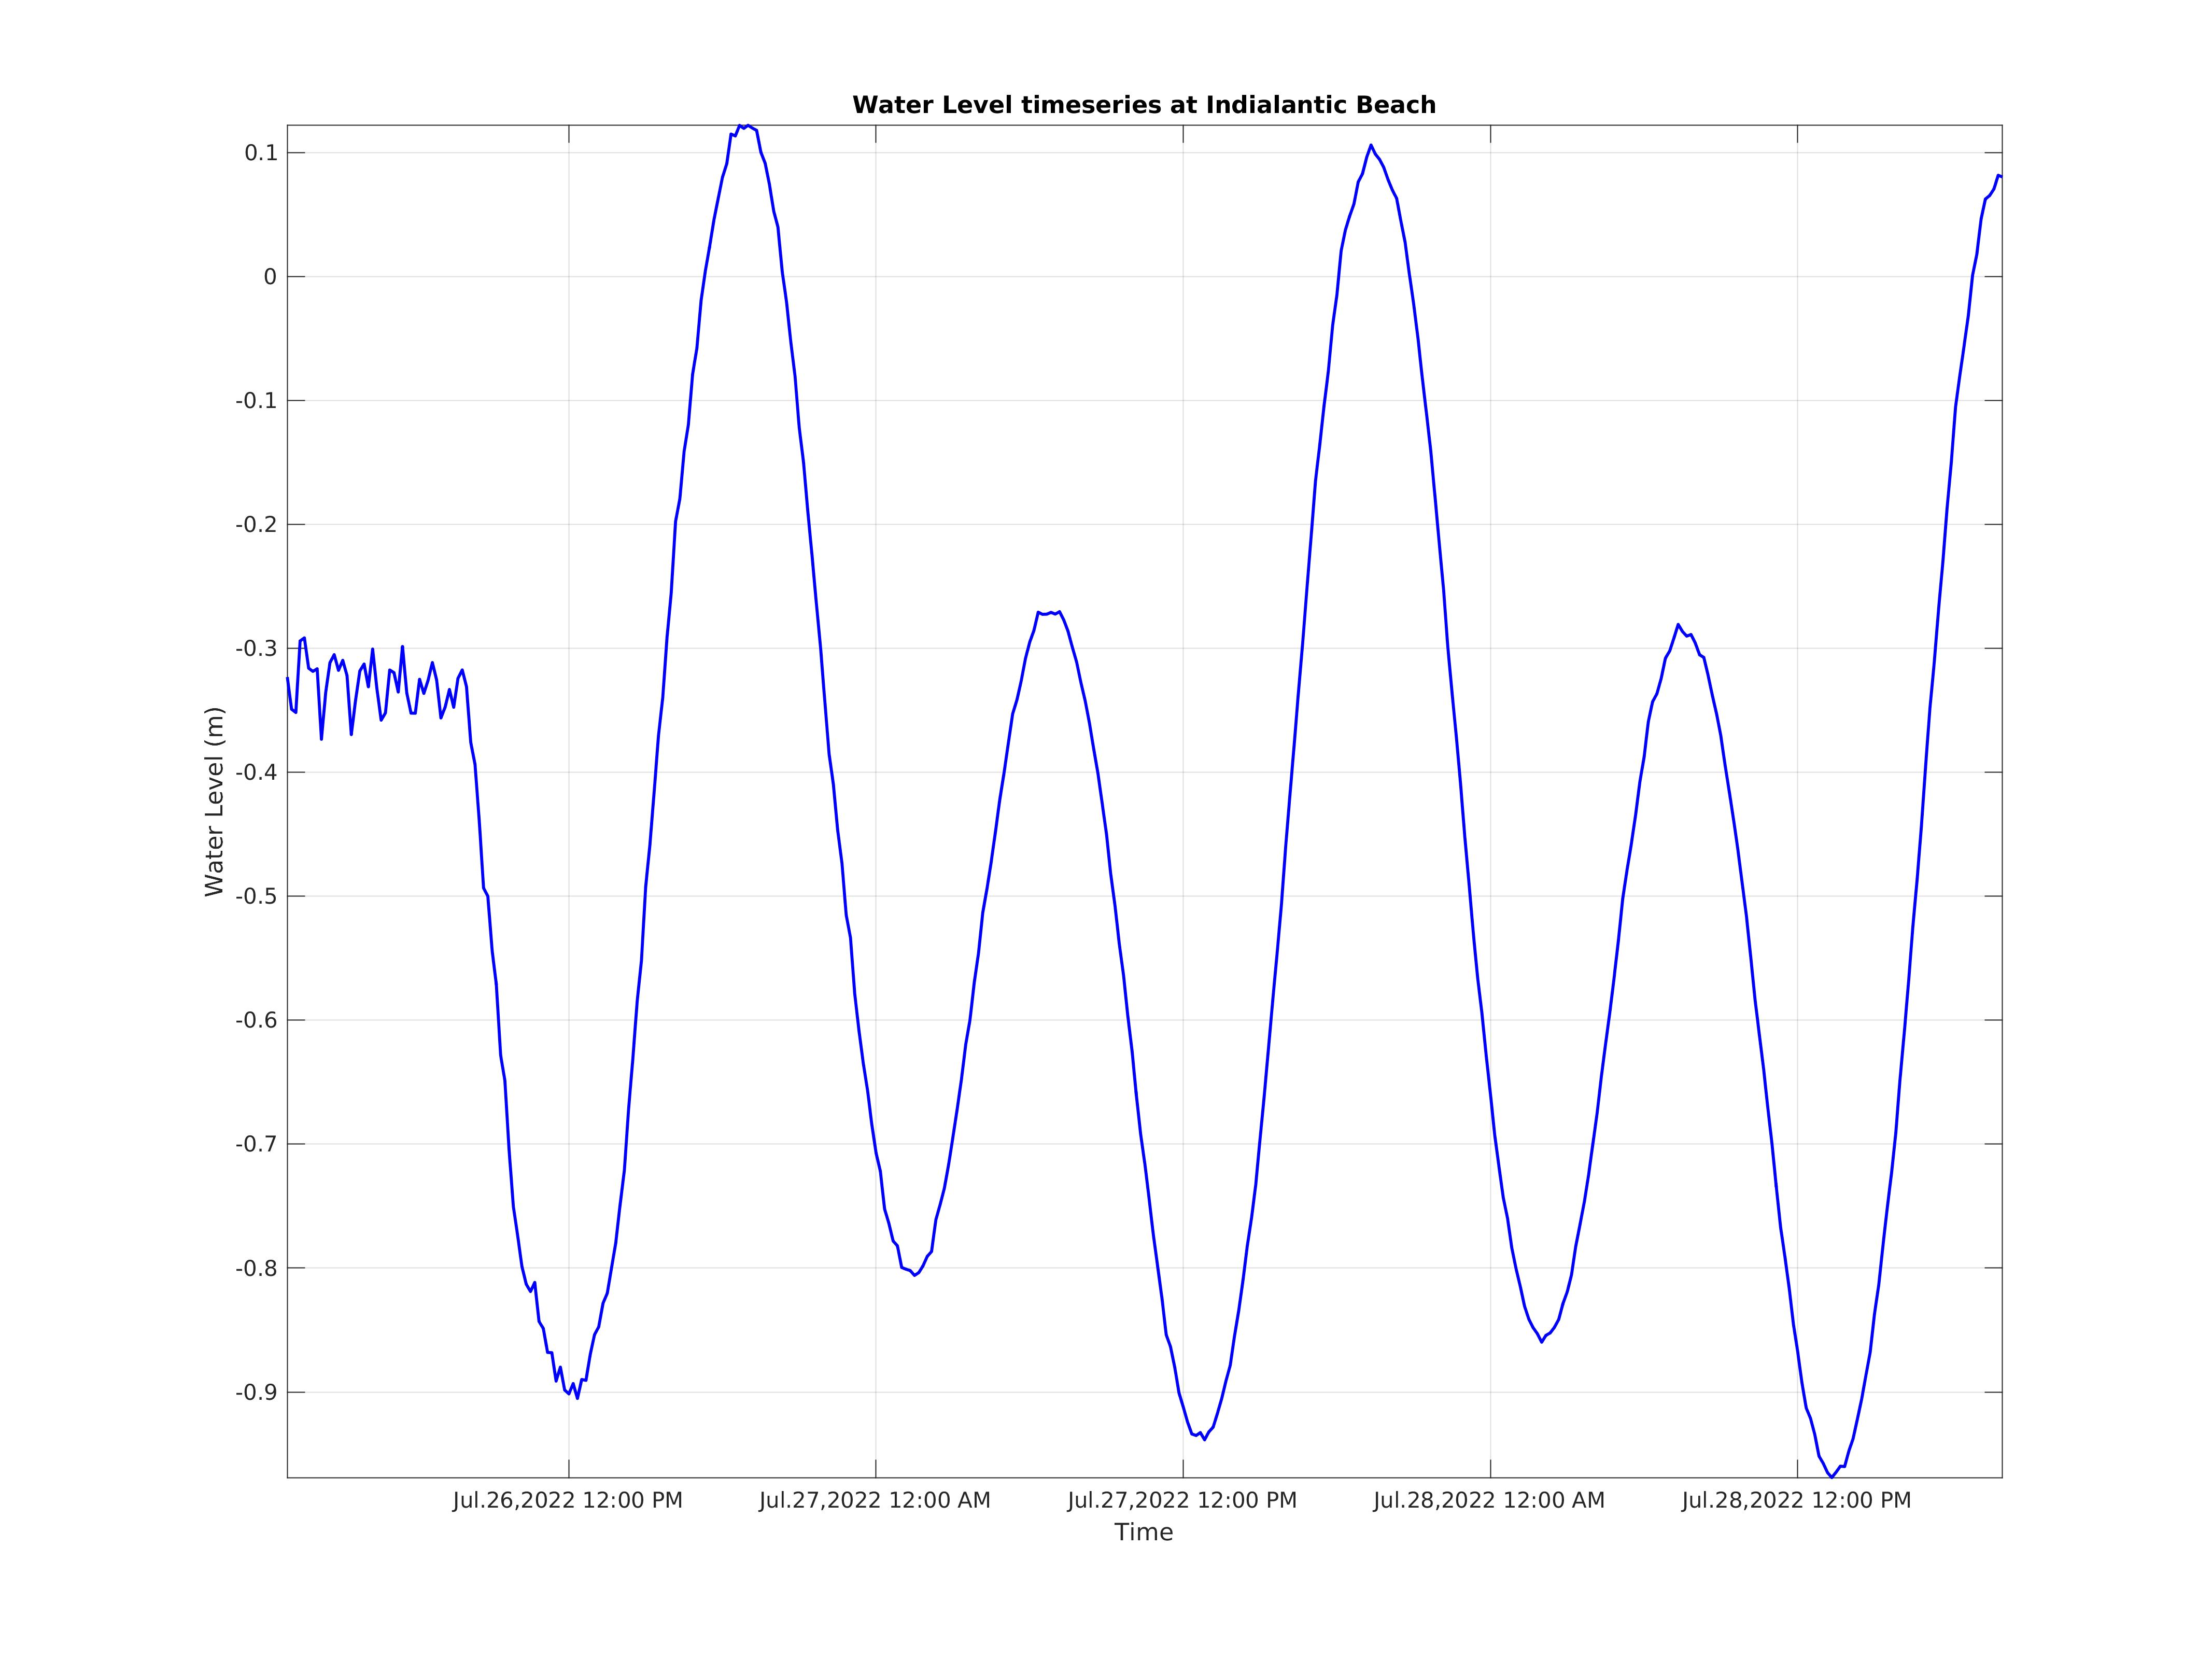 Water Level timeseries at Indialantic Beach
0.1
0
-0.1
-0.2
-0.3
-0.4
-0.5
-0.6
-0.7
-0.8
-0.9
Water Level (m)
Jul.26,2022 12:00 PM
Jul.27,2022 12:00 AM
Jul.27,2022 12:00 PM
Jul.28,2022 12:00 AM
Jul.28,2022 12:00 PM
Time